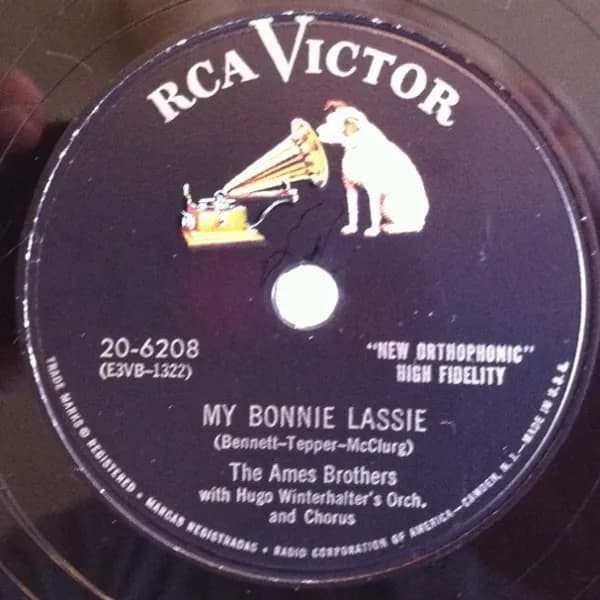 RCA VICTOR
20-6208
(E3VB-1322)
"NEW ORTHOPHONIC"
HIGH FIDELITY
MY BONNIE LASSIE
(Bennett-Tepper-McClurg)
The Ames Brothers
with Hugo Winterhalter's Orch.
and Chorus
TRADE MARKS ® REGISTERED • MARCAS REGISTRADAS • RADIO CORPORATION OF AMERICA—CAMDEN, N. J.—MADE IN U.S.A.